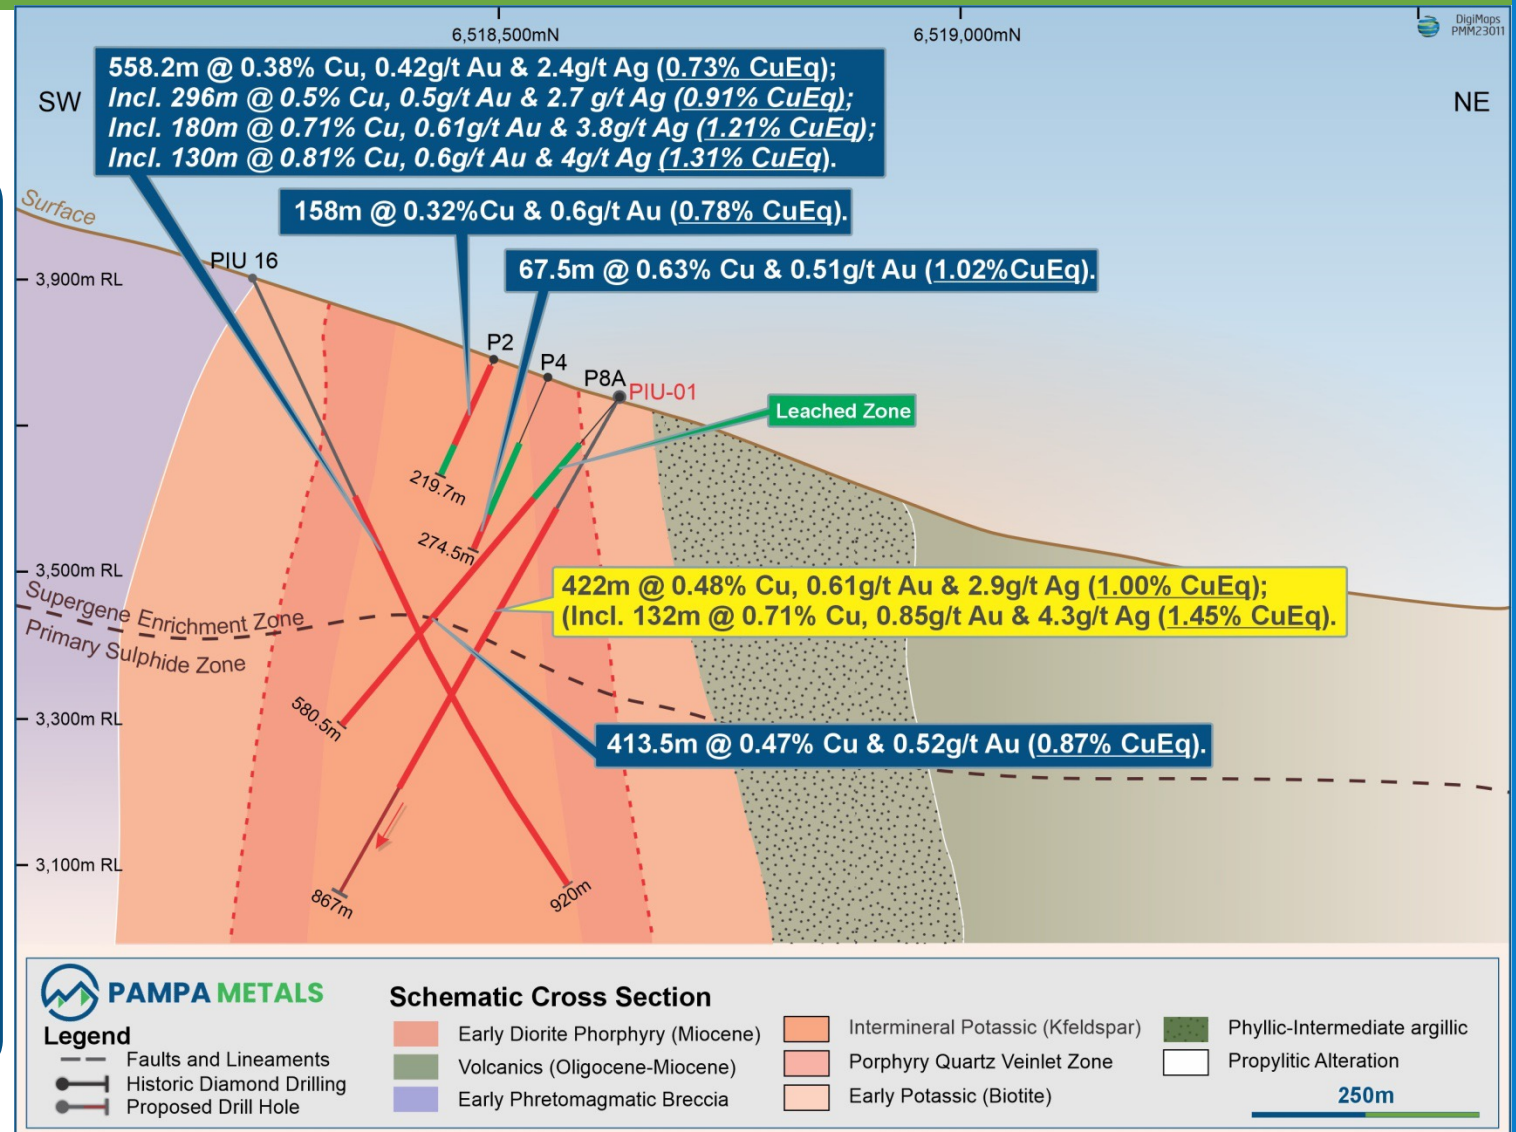 6,518,500mN
6,519,000mN
DigiMaps
PMM23011
SW
NE
558.2m @ 0.38% Cu, 0.42g/t Au & 2.4g/t Ag (0.73% CuEq);
Incl. 296m @ 0.5% Cu, 0.5g/t Au & 2.7 g/t Ag (0.91% CuEq);
Incl. 180m @ 0.71% Cu, 0.61g/t Au & 3.8g/t Ag (1.21% CuEq);
Incl. 130m @ 0.81% Cu, 0.6g/t Au & 4g/t Ag (1.31% CuEq).
Surface
158m @ 0.32%Cu & 0.6g/t Au (0.78% CuEq).
PIU 16
67.5m @ 0.63% Cu & 0.51g/t Au (1.02%CuEq).
3,900m RL
P2
P4
P8A
PIU-01
Leached Zone
219.7m
274.5m
3,500m RL
422m @ 0.48% Cu, 0.61g/t Au & 2.9g/t Ag (1.00% CuEq);
(Incl. 132m @ 0.71% Cu, 0.85g/t Au & 4.3g/t Ag (1.45% CuEq).
Supergene Enrichment Zone
Primary Sulphide Zone
580.5m
3,300m RL
413.5m @ 0.47% Cu & 0.52g/t Au (0.87% CuEq).
3,100m RL
867m
920m
PAMPA METALS
Legend
Faults and Lineaments
Historic Diamond Drilling
Proposed Drill Hole
Schematic Cross Section
Early Diorite Phorphyry (Miocene)
Volcanics (Oligocene-Miocene)
Early Phretomagmatic Breccia
Intermineral Potassic (Kfeldspar)
Porphyry Quartz Veinlet Zone
Early Potassic (Biotite)
Phyllic-Intermediate argillic
Propylitic Alteration
250m